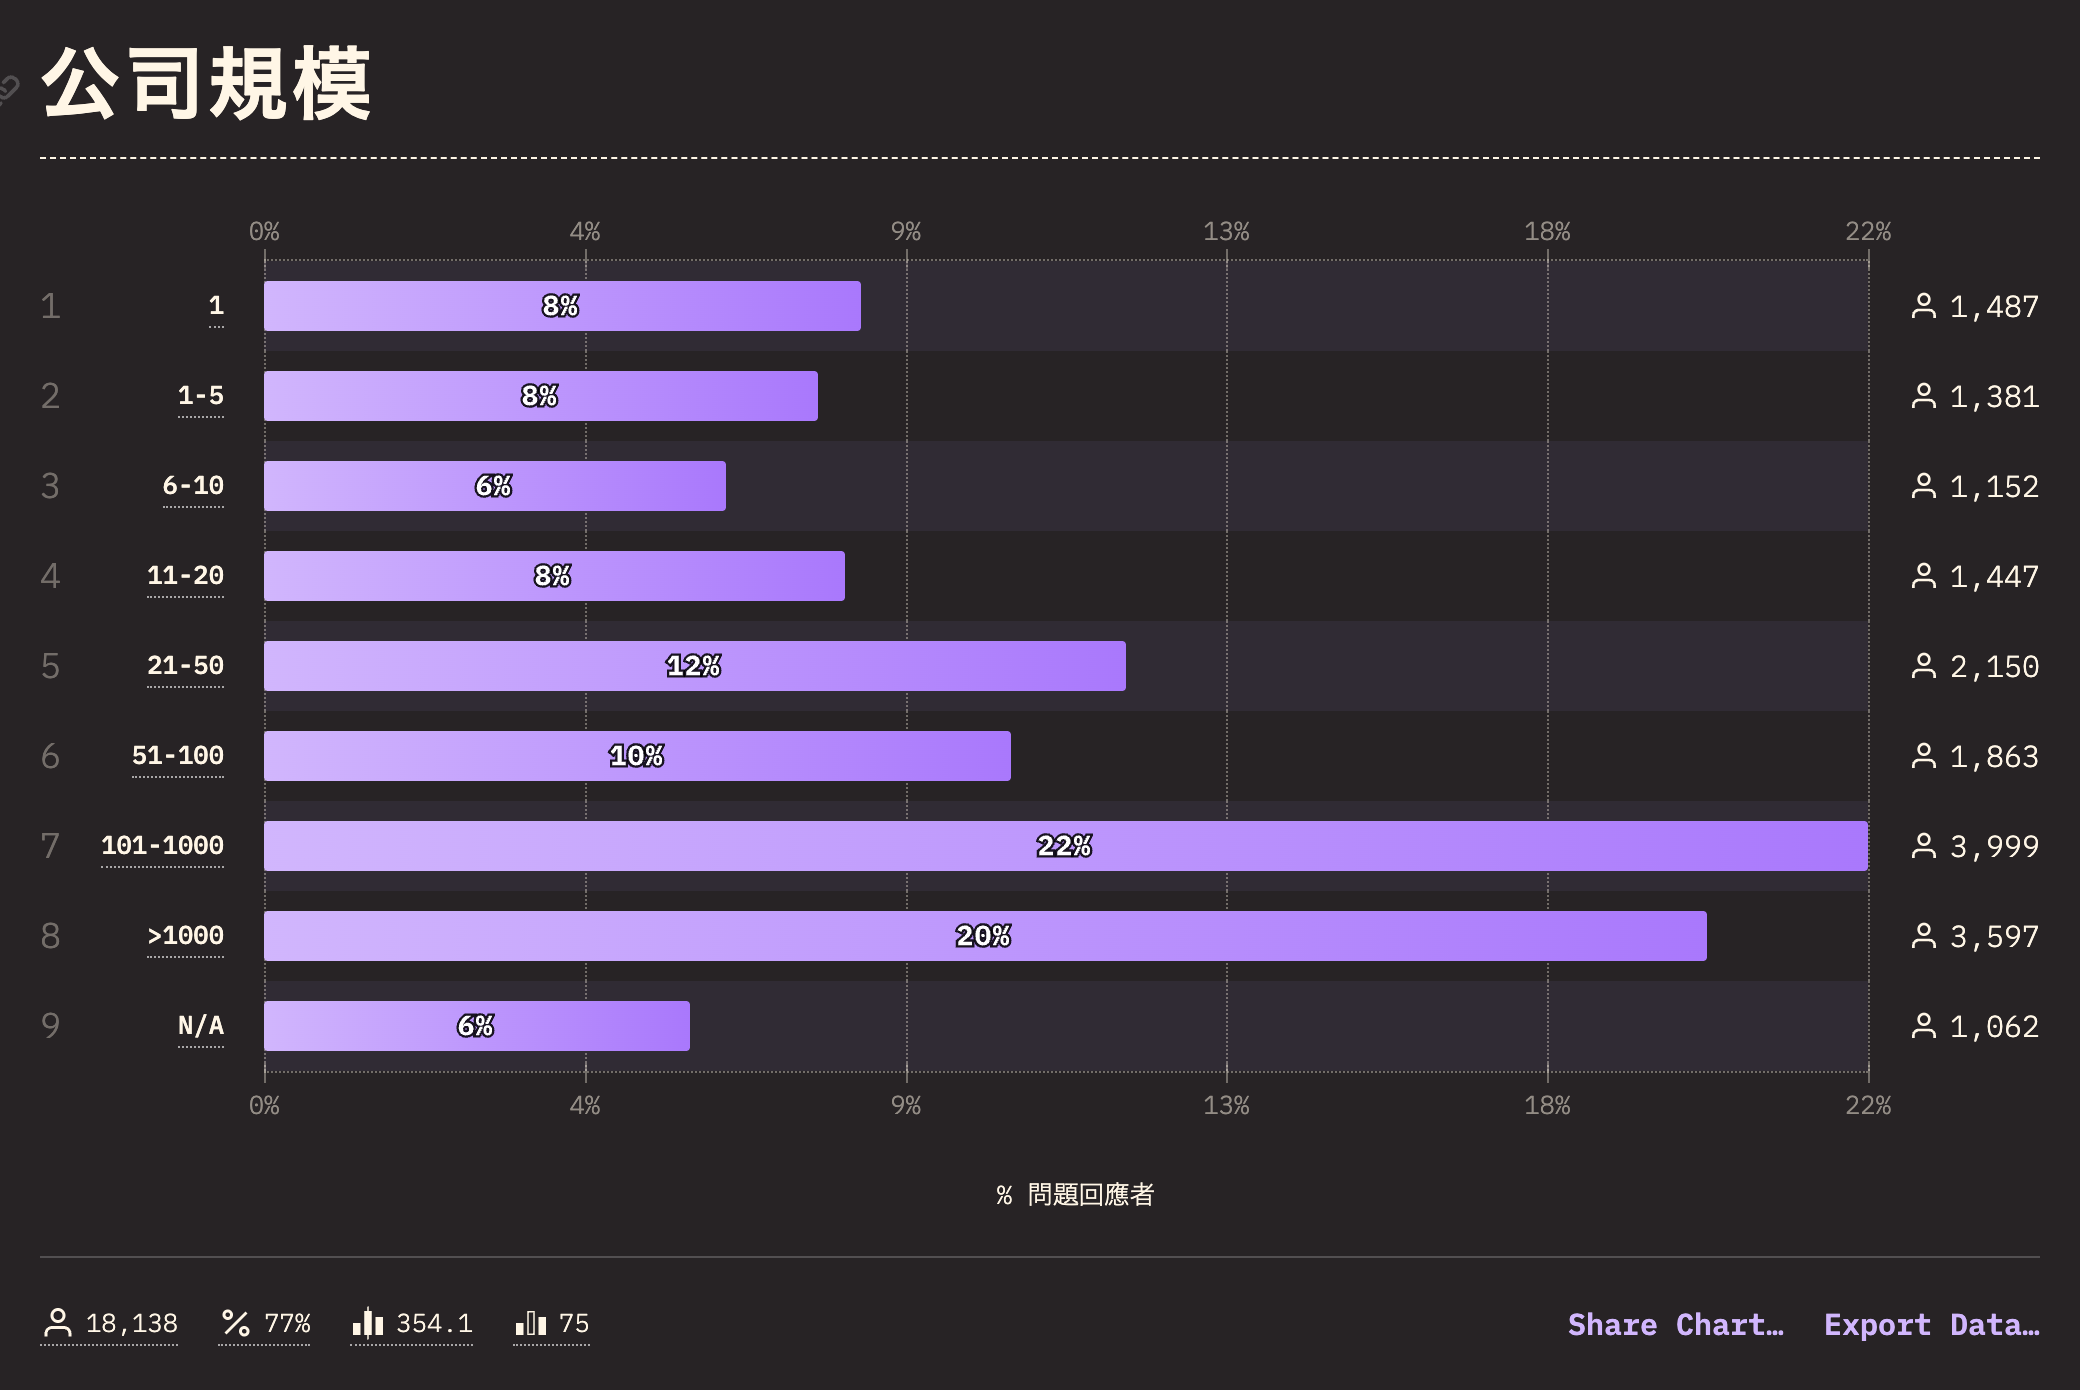 公司規模
0% 4% 9% 13% 18% 22%
1 1 8% 1,487
2 1-5 8% 1,381
3 6-10 6% 1,152
4 11-20 8% 1,447
5 21-50 12% 2,150
6 51-100 10% 1,863
7 101-1000 22% 3,999
8 >1000 20% 3,597
9 N/A 6% 1,062
0% 4% 9% 13% 18% 22%
% 問題回應者
18,138 77% 354.1 75 Share Chart… Export Data…